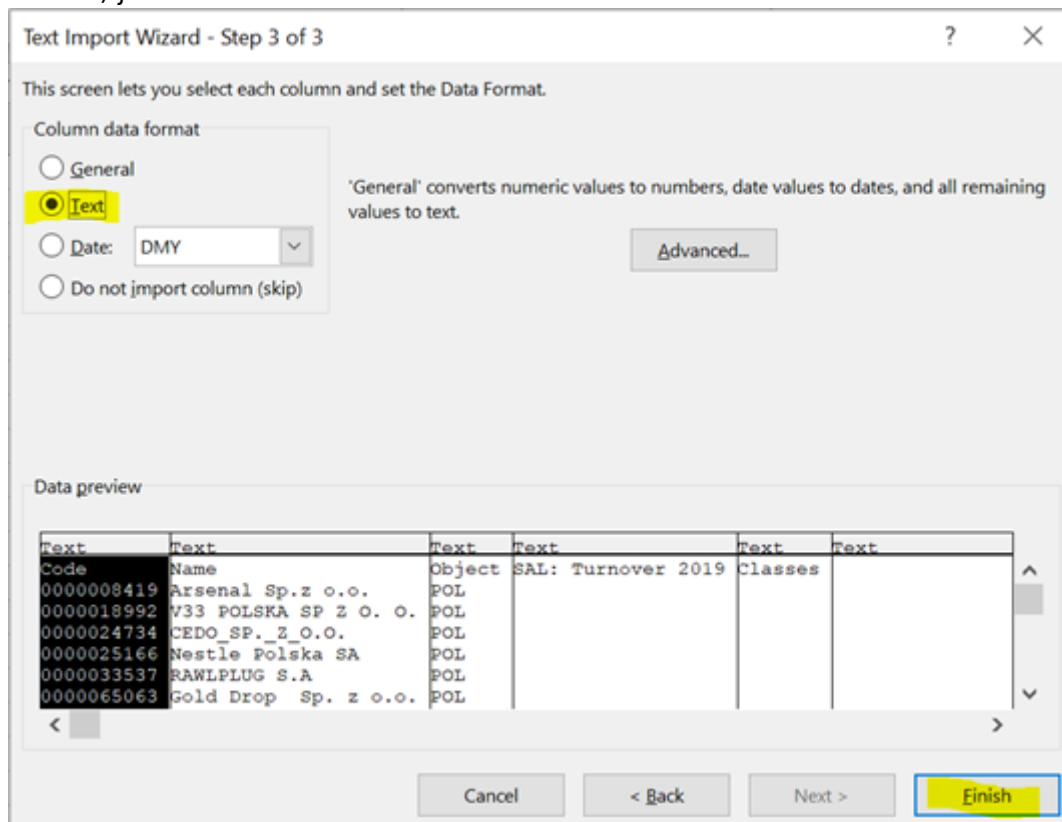 Text Import Wizard - Step 3 of 3 ?
This screen lets you select each column and set the Data Format.
Column data format
General
Text
Date: DMY
Do not import column (skip)
'General' converts numeric values to numbers, date values to dates, and all remaining
values to text.
Advanced...
Data preview
Text Text Text Text Text Text
Code Name Object SAL: Turnover 2019 Classes
0000008419 Arsenal Sp.z o.o. POL
0000018992 V33 POLSKA SP Z O. O. POL
0000024734 CEDO_SP._Z_O.O. POL
0000025166 Nestle Polska SA POL
0000033537 RAWLPLUG S.A POL
0000065063 Gold Drop Sp. z o.o. POL
Cancel < Back Next > Finish